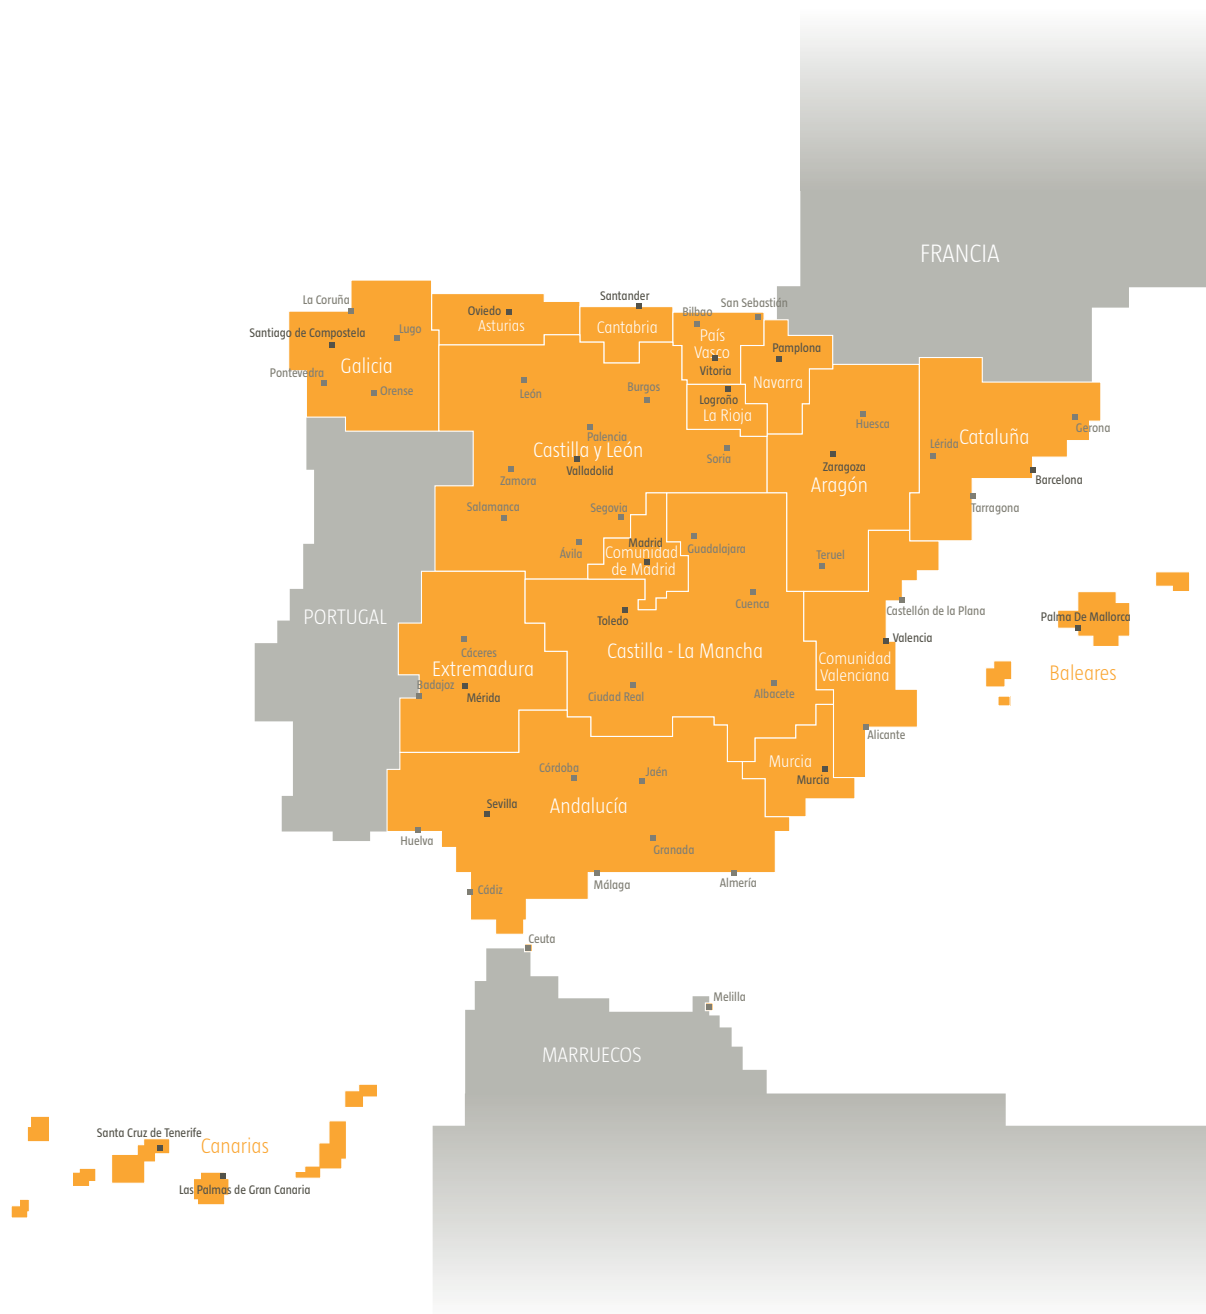 FRANCIA
Santander
San Sebastián
La Coruña
Oviedo
Bilbao
Asturias
Cantabria
Santiago de Compostela
Lugo
País
Vasco
Pamplona
Galicia
Vitoria
Pontevedra
Orense
León
Burgos
Navarra
Logroño
La Rioja
Huesca
Gerona
Palencia
Cataluña
Castilla y León
Lérida
Soria
Valladolid
Zaragoza
Zamora
Aragón
Barcelona
Salamanca
Segovia
Tarragona
Madrid
Guadalajara
Ávila
Comunidad
de Madrid
Teruel
Cuenca
Castellón de la Plana
PORTUGAL
Toledo
Palma De Mallorca
Valencia
Cáceres
Castilla - La Mancha
Comunidad
Valenciana
Extremadura
Baleares
Badajoz
Mérida
Ciudad Real
Albacete
Alicante
Murcia
Córdoba
Jaén
Murcia
Sevilla
Andalucía
Huelva
Granada
Málaga
Almería
Cádiz
Ceuta
Melilla
MARRUECOS
Santa Cruz de Tenerife
Canarias
Las Palmas de Gran Canaria